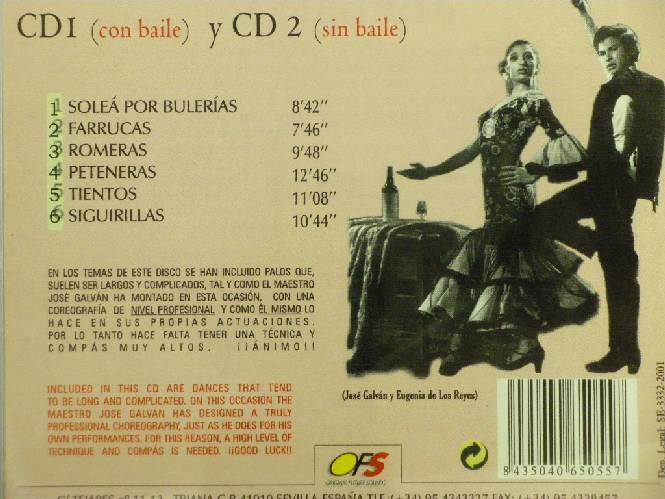 CD 1 (con baile) y CD 2 (sin baile)
1 SOLEÁ POR BULERÍAS 8'42"
2 FARRUCAS 7'46"
3 ROMERAS 9'48"
4 PETENERAS 12'46"
5 TIENTOS 11'08"
6 SIGUIRILLAS 10'44"
EN LOS TEMAS DE ESTE DISCO SE HAN INCLUIDO PALOS QUE,
SUELEN SER LARGOS Y COMPLICADOS, TAL Y COMO EL MAESTRO
JOSÉ GALVÁN HA MONTADO EN ESTA OCASIÓN, CON UNA
COREOGRAFÍA DE NIVEL PROFESIONAL Y COMO ÉL MISMO LO
HACE EN SUS PROPIAS ACTUACIONES.
POR LO TANTO HACE FALTA TENER UNA TÉCNICA Y
COMPÁS MUY ALTOS. ¡¡ÁNIMO!!
(José Galván y Eugenia de Los Reyes)
INCLUDED IN THIS CD ARE DANCES THAT TEND
TO BE LONG AND COMPLICATED. ON THIS OCCASION THE
MAESTRO JOSE GALVAN HAS DESIGNED A TRULY
PROFESSIONAL CHOREOGRAPHY, JUST AS HE DOES FOR HIS
OWN PERFORMANCES. FOR THIS REASON, A HIGH LEVEL OF
TECHNIQUE AND COMPÁS IS NEEDED. ¡¡GOOD LUCK!!
OFS
8 435040 650557
Dep. Legal: SE-3332-2001